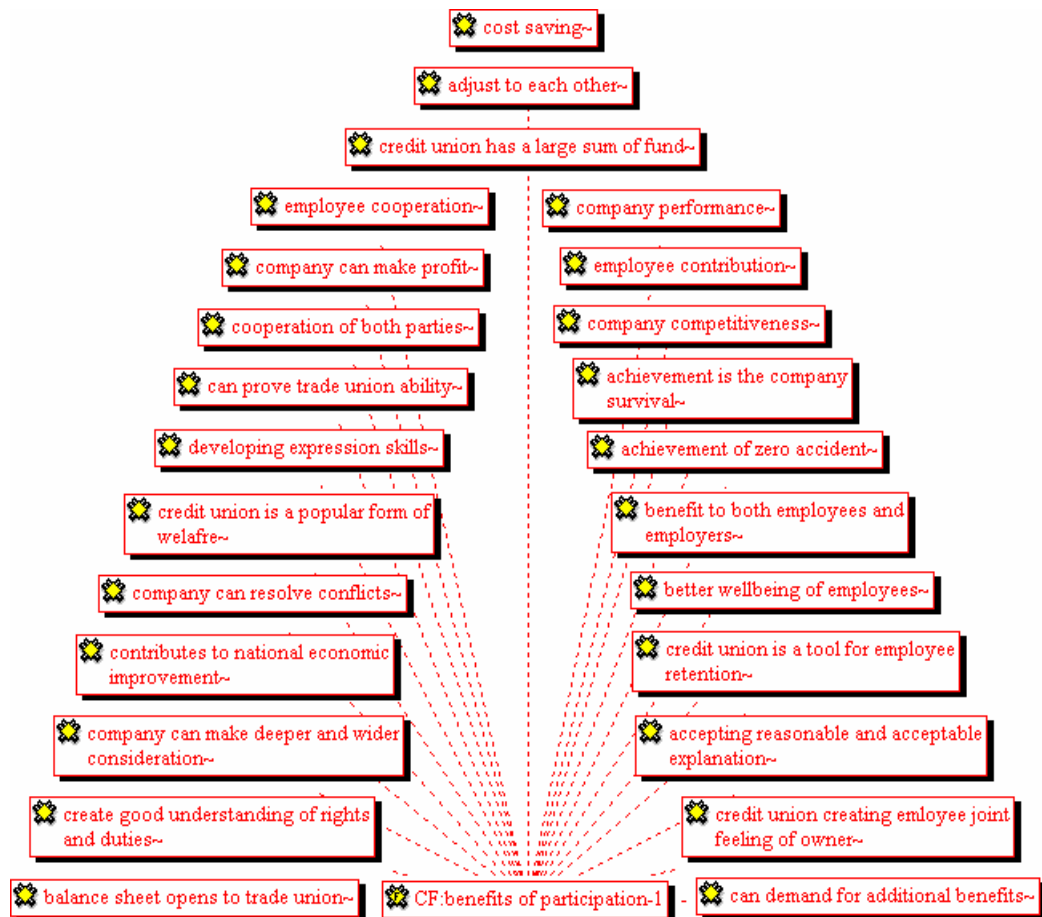 cost saving~
adjust to each other~
credit union has a large sum of fund~
employee cooperation~
company performance~
company can make profit~
employee contribution~
cooperation of both parties~
company competitiveness~
can prove trade union ability~
achievement is the company
survival~
developing expression skills~
achievement of zero accident~
credit union is a popular form of
welafre~
benefit to both employees and
employers~
company can resolve conflicts~
better wellbeing of employees~
contributes to national economic
improvement~
credit union is a tool for employee
retention~
company can make deeper and wider
consideration~
accepting reasonable and acceptable
explanation~
create good understanding of rights
and duties~
credit union creating emloyee joint
feeling of owner~
balance sheet opens to trade union~
CF:benefits of participation-1
can demand for additional benefits~